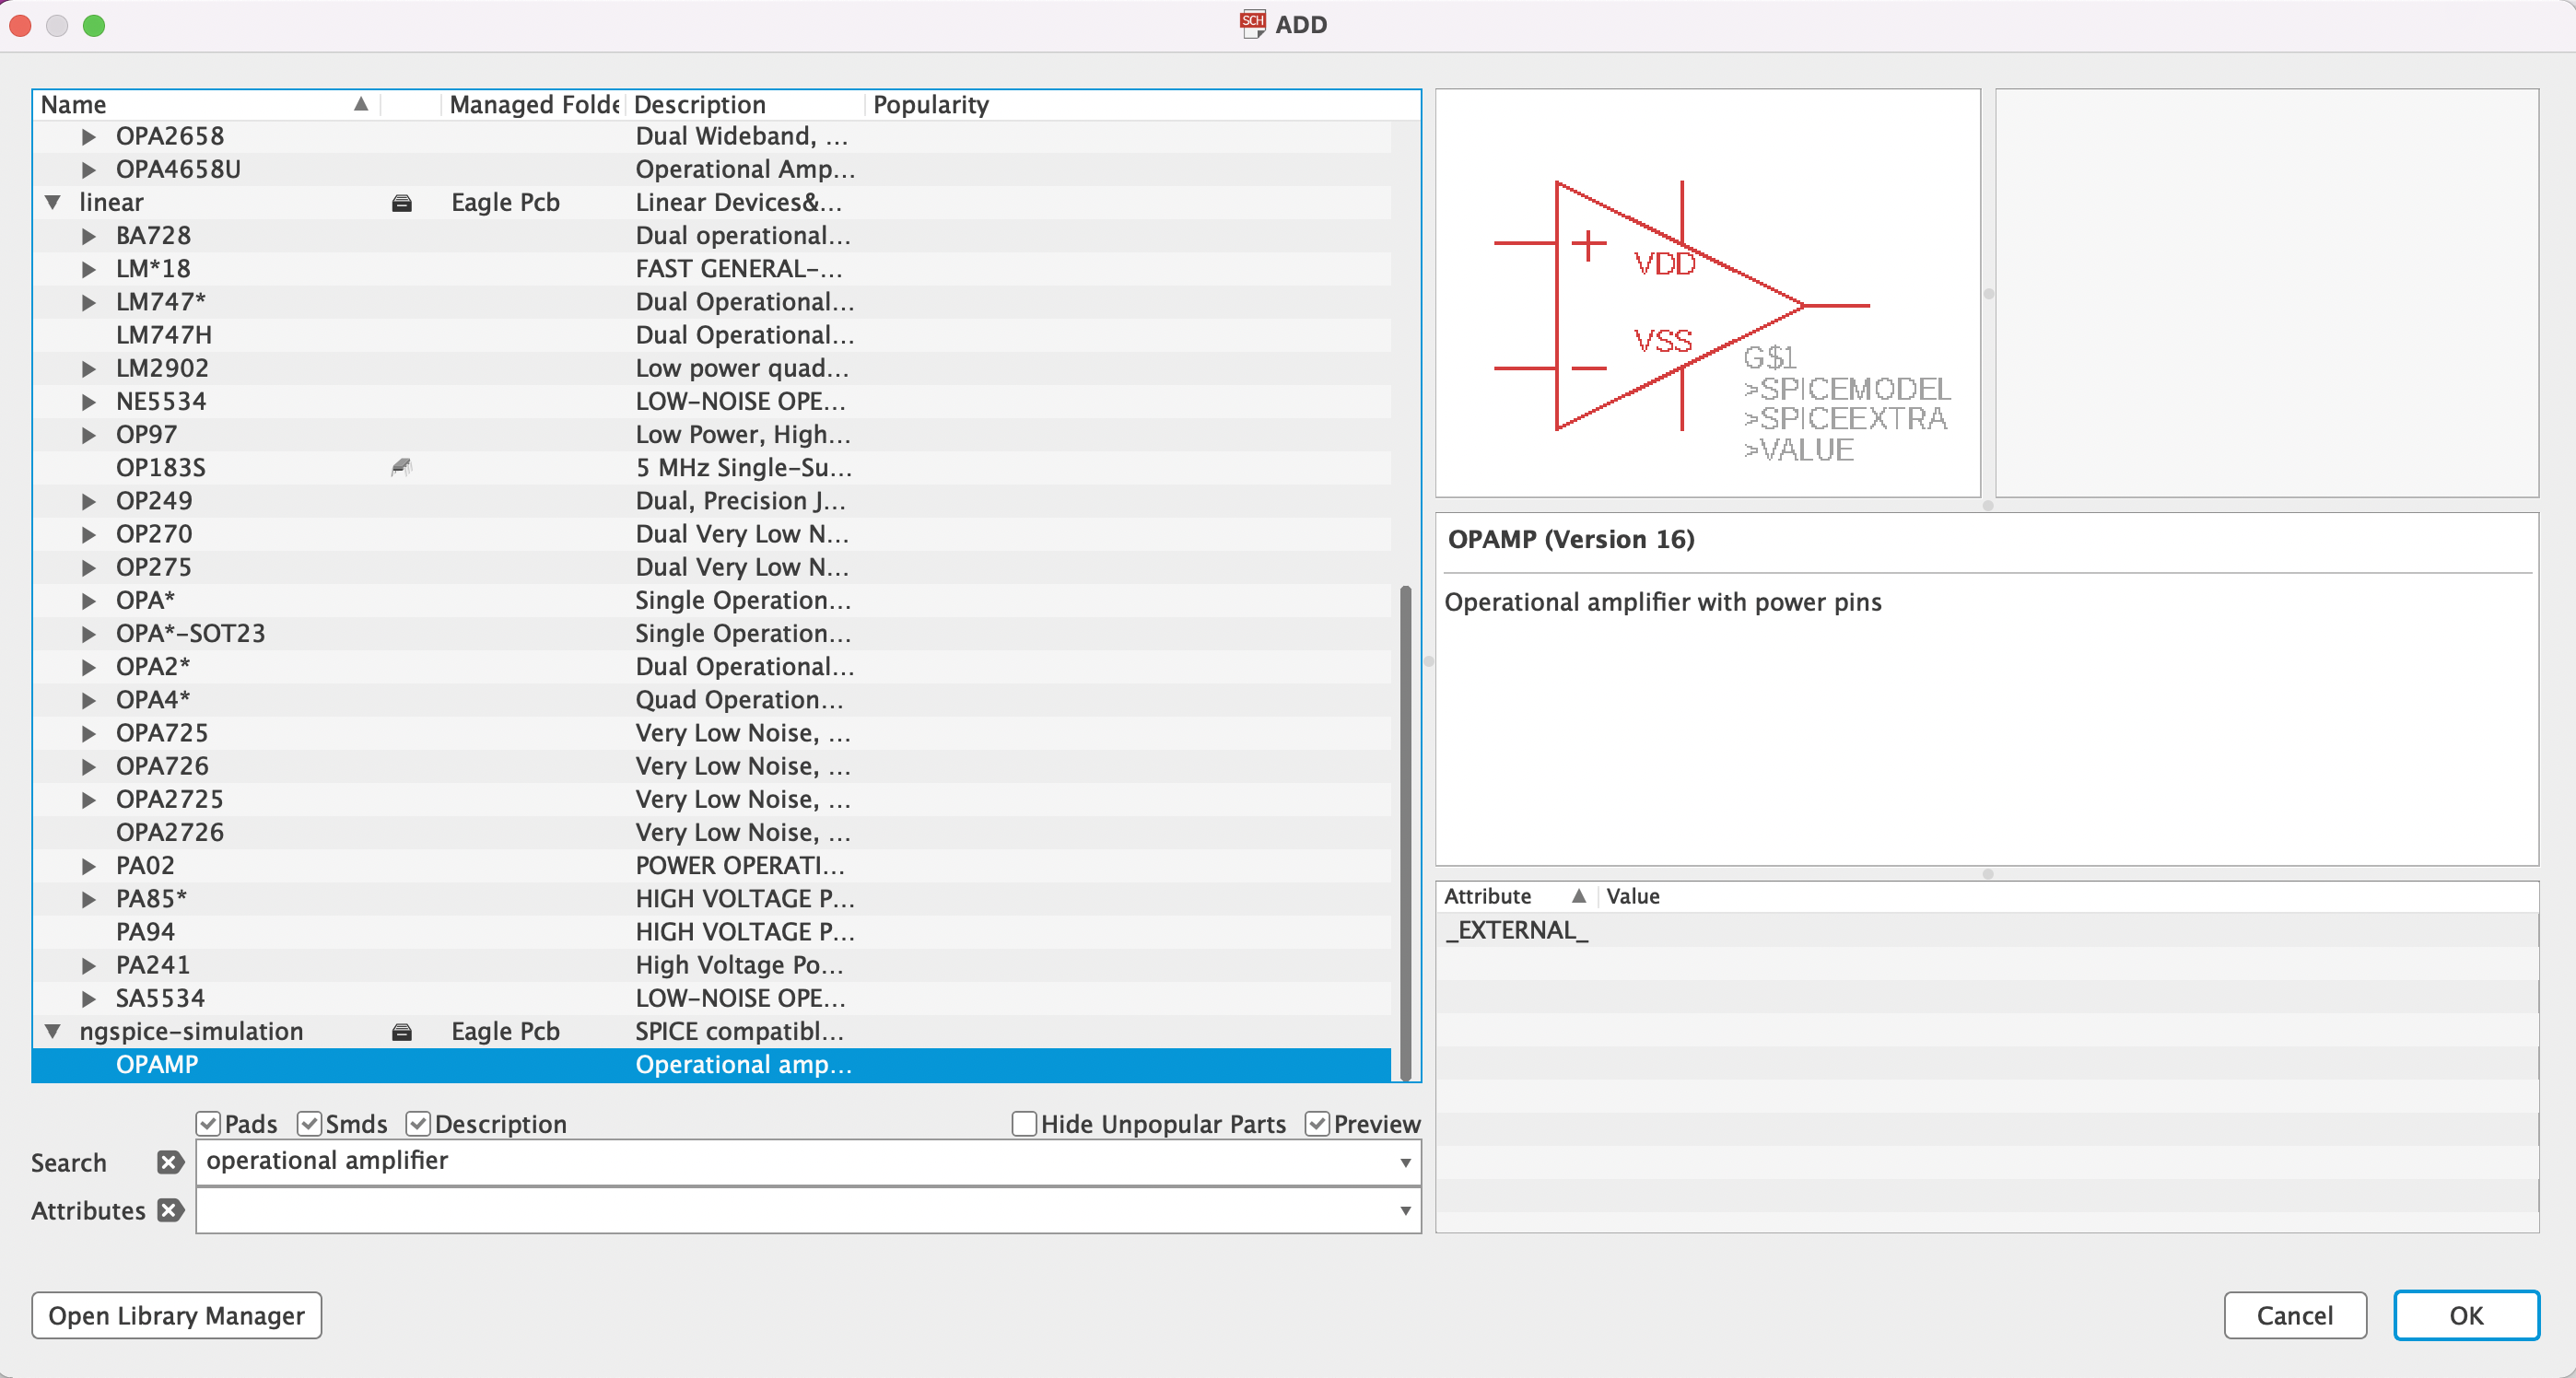 SCH ADD
Name Managed Folde Description Popularity
OPA2658 Dual Wideband, ...
OPA4658U Operational Amp...
linear Eagle Pcb Linear Devices&...
BA728 Dual operational...
LM*18 FAST GENERAL-...
LM747* Dual Operational...
LM747H Dual Operational...
LM2902 Low power quad...
NE5534 LOW-NOISE OPE...
OP97 Low Power, High...
OP183S 5 MHz Single-Su...
OP249 Dual, Precision J...
OP270 Dual Very Low N...
OP275 Dual Very Low N...
OPA* Single Operation...
OPA*-SOT23 Single Operation...
OPA2* Dual Operational...
OPA4* Quad Operation...
OPA725 Very Low Noise, ...
OPA726 Very Low Noise, ...
OPA2725 Very Low Noise, ...
OPA2726 Very Low Noise, ...
PA02 POWER OPERATI...
PA85* HIGH VOLTAGE P...
PA94 HIGH VOLTAGE P...
PA241 High Voltage Po...
SA5534 LOW-NOISE OPE...
ngspice-simulation Eagle Pcb SPICE compatibl...
OPAMP Operational amp...
Pads Smds Description Hide Unpopular Parts Preview
Search operational amplifier
Attributes
Open Library Manager
+ VDD
- VSS
G$1
>SPICEMODEL
>SPICEEXTRA
>VALUE
OPAMP (Version 16)
Operational amplifier with power pins
Attribute Value
_EXTERNAL_
Cancel OK